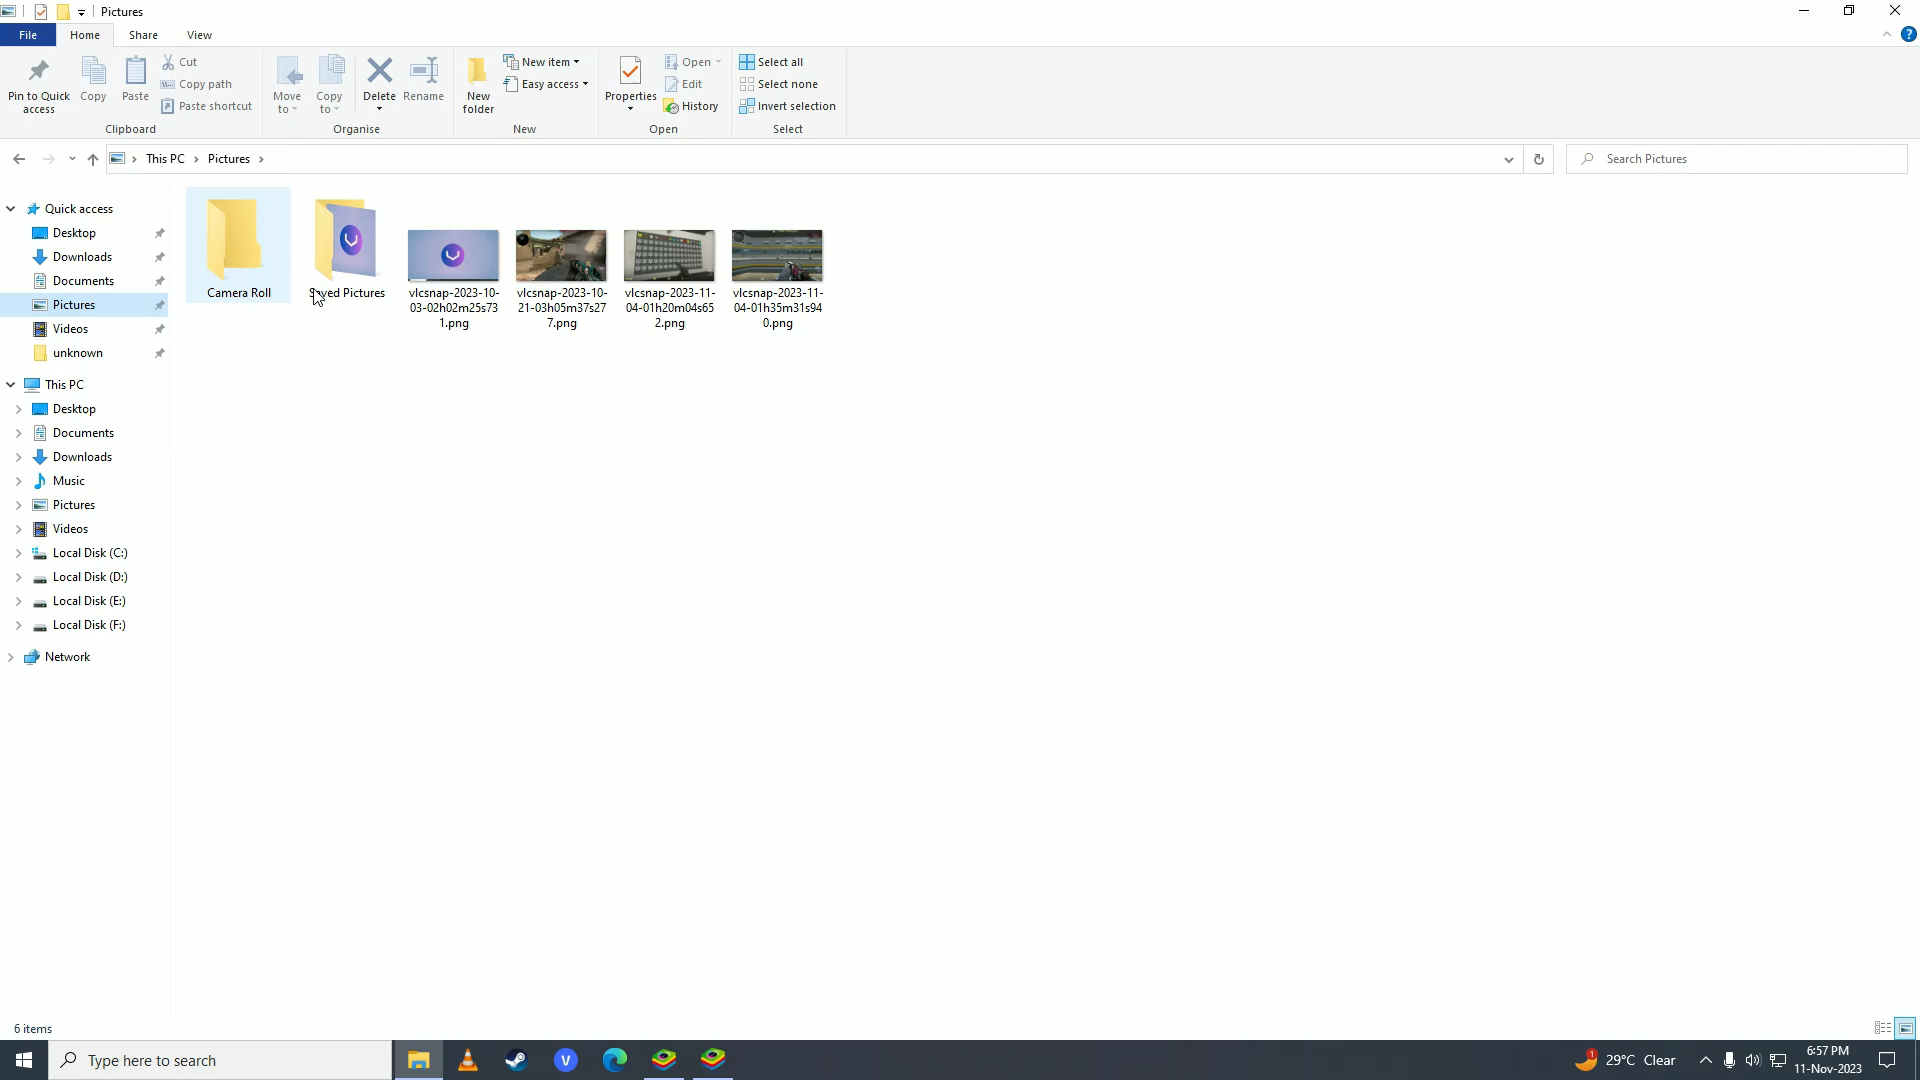 Pictures
File Home Share View
Pin to Quick access
Copy
Paste
Cut
Copy path
Paste shortcut
Clipboard
Move to
Copy to
Delete
Rename
Organise
New folder
New item
Easy access
New
Properties
Open
Edit
History
Open
Select all
Select none
Invert selection
Select
This PC Pictures
Search Pictures
Quick access
Desktop
Downloads
Documents
Pictures
Videos
unknown
This PC
Desktop
Documents
Downloads
Music
Pictures
Videos
Local Disk (C:)
Local Disk (D:)
Local Disk (E:)
Local Disk (F:)
Network
Camera Roll
Saved Pictures
vlcsnap-2023-10-
03-02h02m25s73
1.png
vlcsnap-2023-10-
21-03h05m37s27
7.png
vlcsnap-2023-11-
04-01h20m04s65
2.png
vlcsnap-2023-11-
04-01h35m31s94
0.png
6 items
Type here to search
1
29°C Clear
6:57 PM
11-Nov-2023